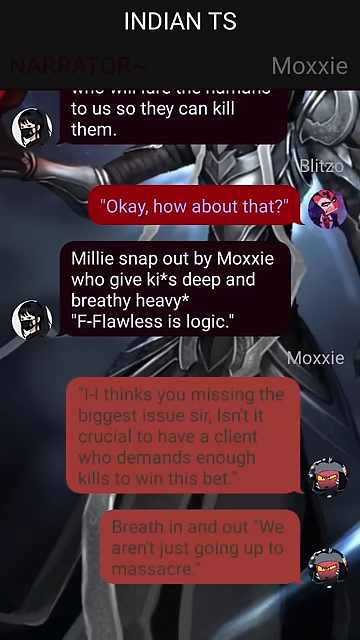 INDIAN TS
NARRATOR~
Moxxie
who will lure the humans
to us so they can kill
them.
Blitzo
"Okay, how about that?"
Millie snap out by Moxxie
who give ki*s deep and
breathy heavy*
"F-Flawless is logic."
Moxxie
"I-I thinks you missing the
biggest issue sir, Isn't it
crucial to have a client
who demands enough
kills to win this bet."
Breath in and out "We
aren't just going up to
massacre."